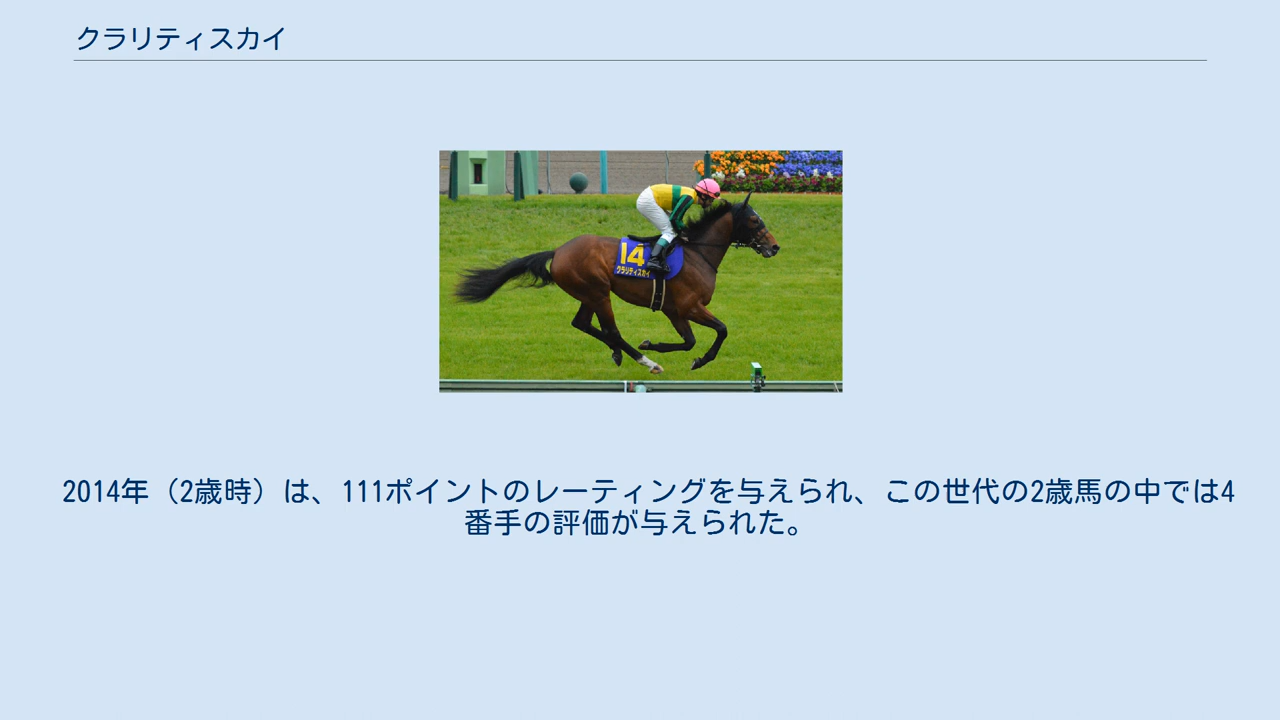 クラリティスカイ
14
クラリティスカイ
2014年（2歳時）は、111ポイントのレーティングを与えられ、この世代の2歳馬の中では4
番手の評価が与えられた。